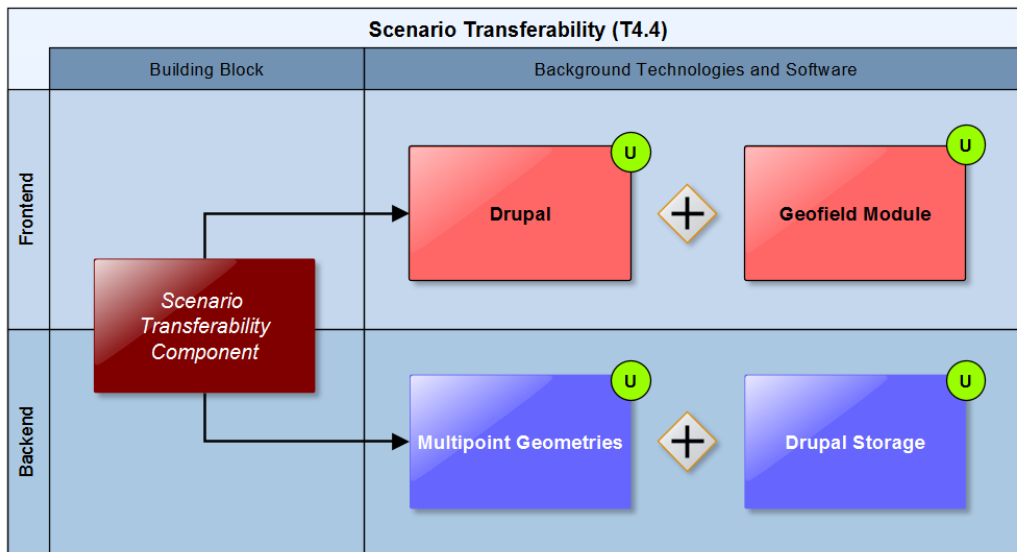 Scenario Transferability (T4.4)
Building Block
Background Technologies and Software
Frontend
U
U
Drupal
Geofield Module
Scenario
Transferability
Component
Backend
U
U
Multipoint Geometries
Drupal Storage